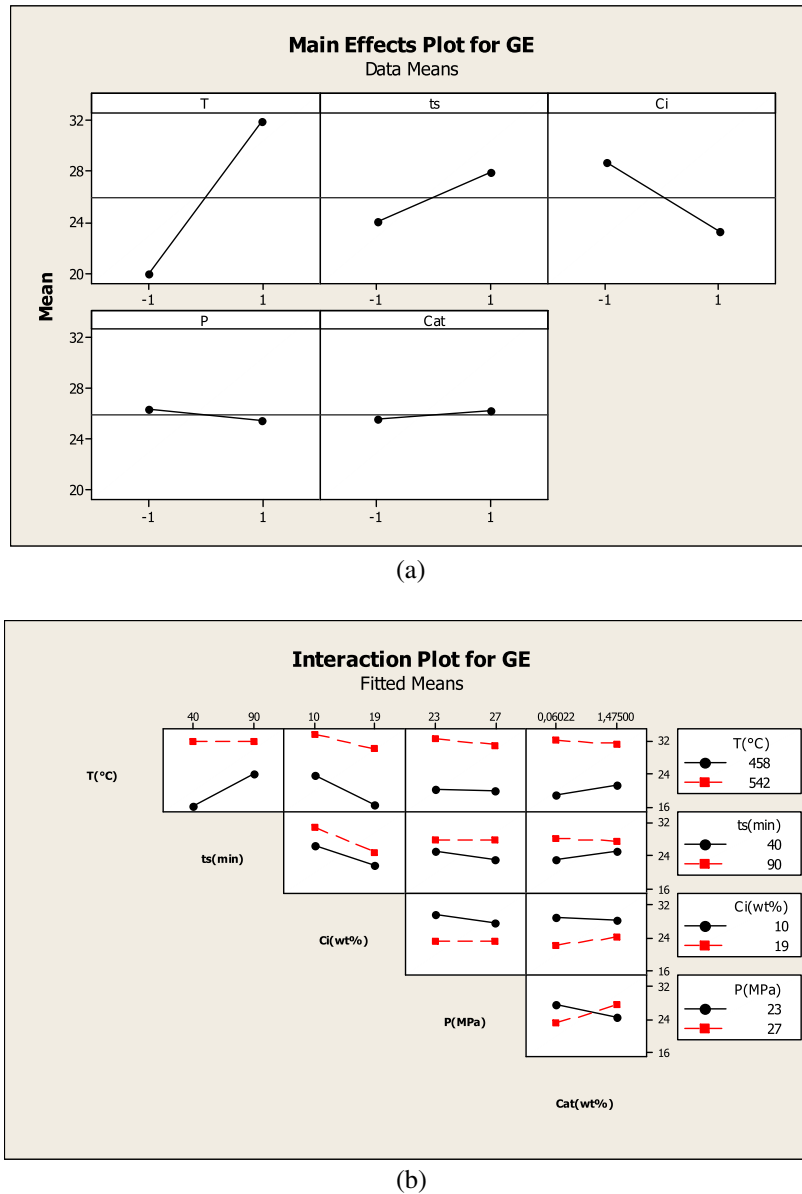 Main Effects Plot for GE
Data Means
T ts Ci
32
28
24
20
-1 1 -1 1
P Cat
32
28
24
20
-1 1 -1 1
Mean
(a)
Interaction Plot for GE
Fitted Means
40 90 10 19 23 27 0,06022 1,47500
T(°C)
32
24
16
T(°C)
458
542
ts(min)
32
24
16
ts(min)
40
90
Ci(wt%)
32
24
16
Ci(wt%)
10
19
P(MPa)
32
24
16
P(MPa)
23
27
Cat(wt%)
(b)